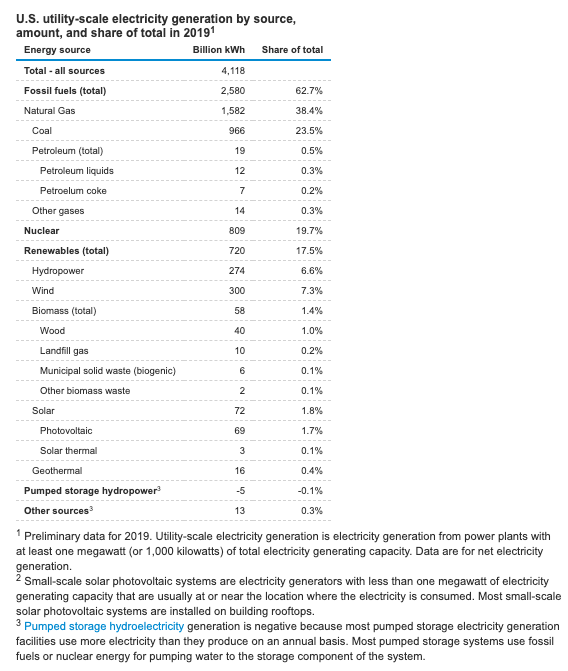 U.S. utility-scale electricity generation by source,
amount, and share of total in 2019¹
Energy source Billion kWh Share of total
Total - all sources 4,118
Fossil fuels (total) 2,580 62.7%
Natural Gas 1,582 38.4%
Coal 966 23.5%
Petroleum (total) 19 0.5%
Petroleum liquids 12 0.3%
Petroelum coke 7 0.2%
Other gases 14 0.3%
Nuclear 809 19.7%
Renewables (total) 720 17.5%
Hydropower 274 6.6%
Wind 300 7.3%
Biomass (total) 58 1.4%
Wood 40 1.0%
Landfill gas 10 0.2%
Municipal solid waste (biogenic) 6 0.1%
Other biomass waste 2 0.1%
Solar 72 1.8%
Photovoltaic 69 1.7%
Solar thermal 3 0.1%
Geothermal 16 0.4%
Pumped storage hydropower³ -5 -0.1%
Other sources³ 13 0.3%
¹ Preliminary data for 2019. Utility-scale electricity generation is electricity generation from power plants with
at least one megawatt (or 1,000 kilowatts) of total electricity generating capacity. Data are for net electricity
generation.
² Small-scale solar photovoltaic systems are electricity generators with less than one megawatt of electricity
generating capacity that are usually at or near the location where the electricity is consumed. Most small-scale
solar photovoltaic systems are installed on building rooftops.
³ Pumped storage hydroelectricity generation is negative because most pumped storage electricity generation
facilities use more electricity than they produce on an annual basis. Most pumped storage systems use fossil
fuels or nuclear energy for pumping water to the storage component of the system.